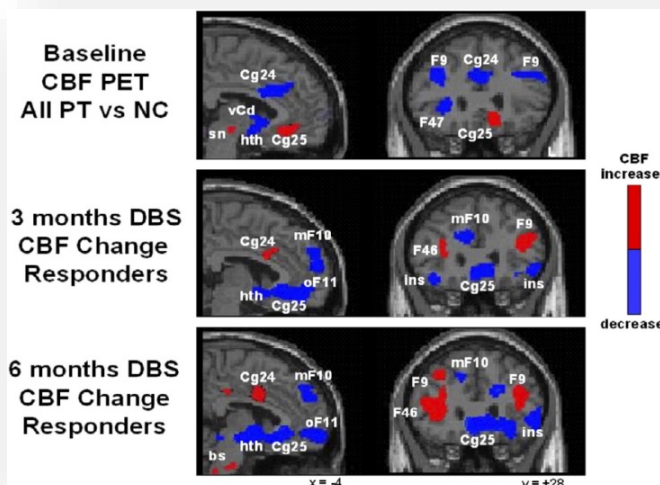 Baseline
CBF PET
All PT vs NC
Cg24
vCd
sn
hth
Cg25
F9
Cg24
F9
F47
Cg25
L
3 months DBS
CBF Change
Responders
Cg24
mF10
hth
oF11
Cg25
mF10
F9
F46
ins
ins
Cg25
6 months DBS
CBF Change
Responders
Cg24
mF10
oF11
hth
Cg25
bs
mF10
F9
F9
F46
ins
Cg25
x = -4
y = +28
CBF
increase
decrease